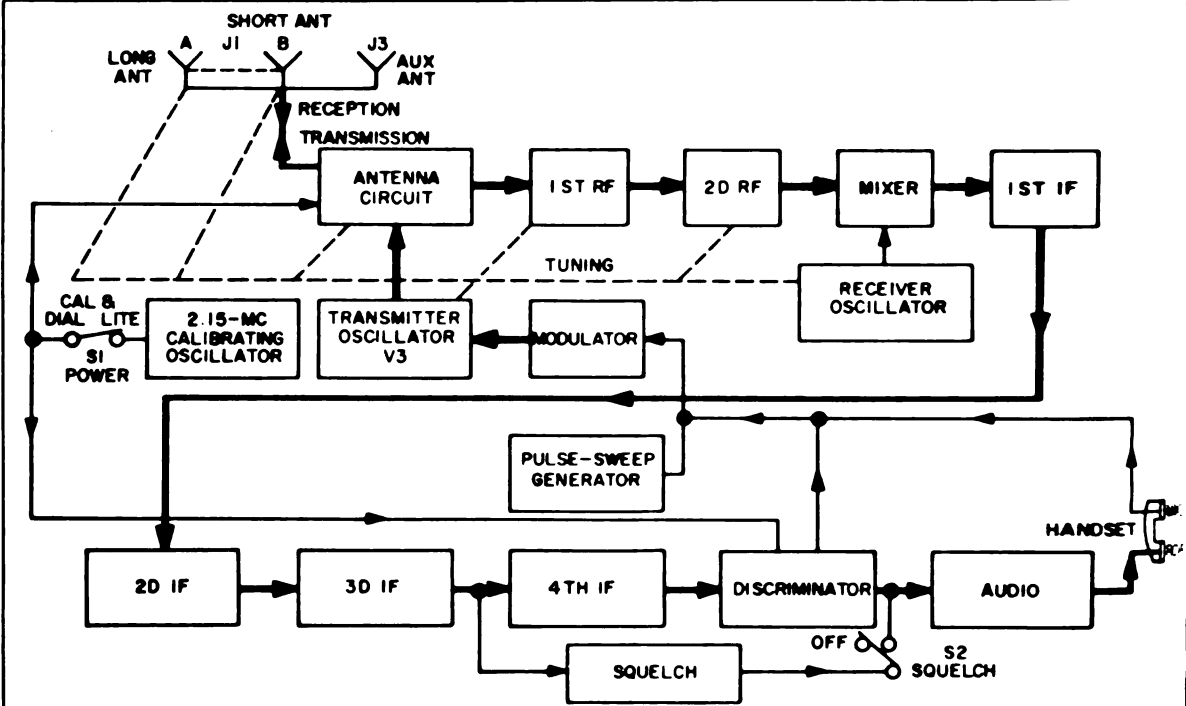 SHORT ANT
A J1 B J3
LONG ANT
AUX ANT
RECEPTION
TRANSMISSION
ANTENNA CIRCUIT
1ST RF
2D RF
MIXER
1ST IF
TUNING
RECEIVER OSCILLATOR
CAL & DIAL LITE
S1 POWER
2.15-MC CALIBRATING OSCILLATOR
TRANSMITTER OSCILLATOR V3
MODULATOR
PULSE-SWEEP GENERATOR
HANDSET
2D IF
3D IF
4TH IF
DISCRIMINATOR
AUDIO
OFF
S2 SQUELCH
SQUELCH